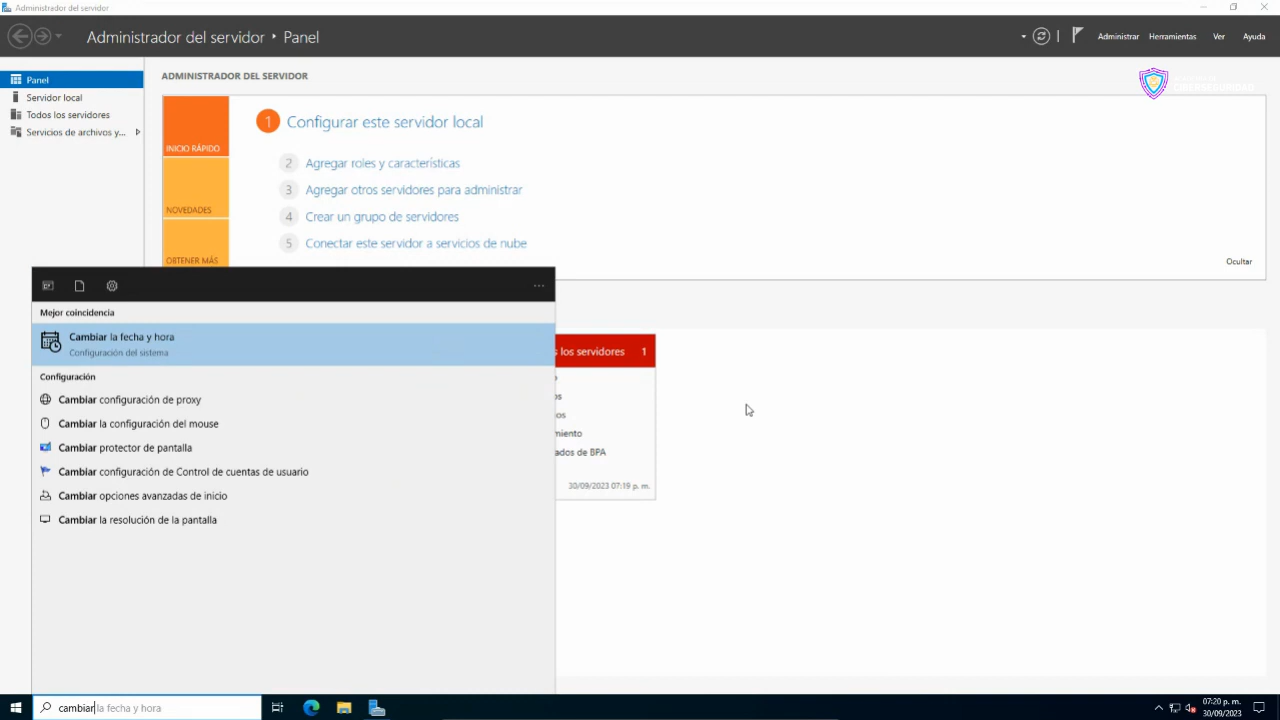 Administrador del servidor
Administrador del servidor • Panel
Administrar Herramientas Ver Ayuda
Panel
Servidor local
Todos los servidores
Servicios de archivos y...
ADMINISTRADOR DEL SERVIDOR
INICIO RÁPIDO
NOVEDADES
OBTENER MÁS
1 Configurar este servidor local
2 Agregar roles y características
3 Agregar otros servidores para administrar
4 Crear un grupo de servidores
5 Conectar este servidor a servicios de nube
Ocultar
Mejor coincidencia
Cambiar la fecha y hora
Configuración del sistema
Configuración
Cambiar configuración de proxy
Cambiar la configuración del mouse
Cambiar protector de pantalla
Cambiar configuración de Control de cuentas de usuario
Cambiar opciones avanzadas de inicio
Cambiar la resolución de la pantalla
los servidores 1
os
os
miento
ados de BPA
30/09/2023 07:19 p. m.
cambiar la fecha y hora
07:20 p. m.
30/09/2023